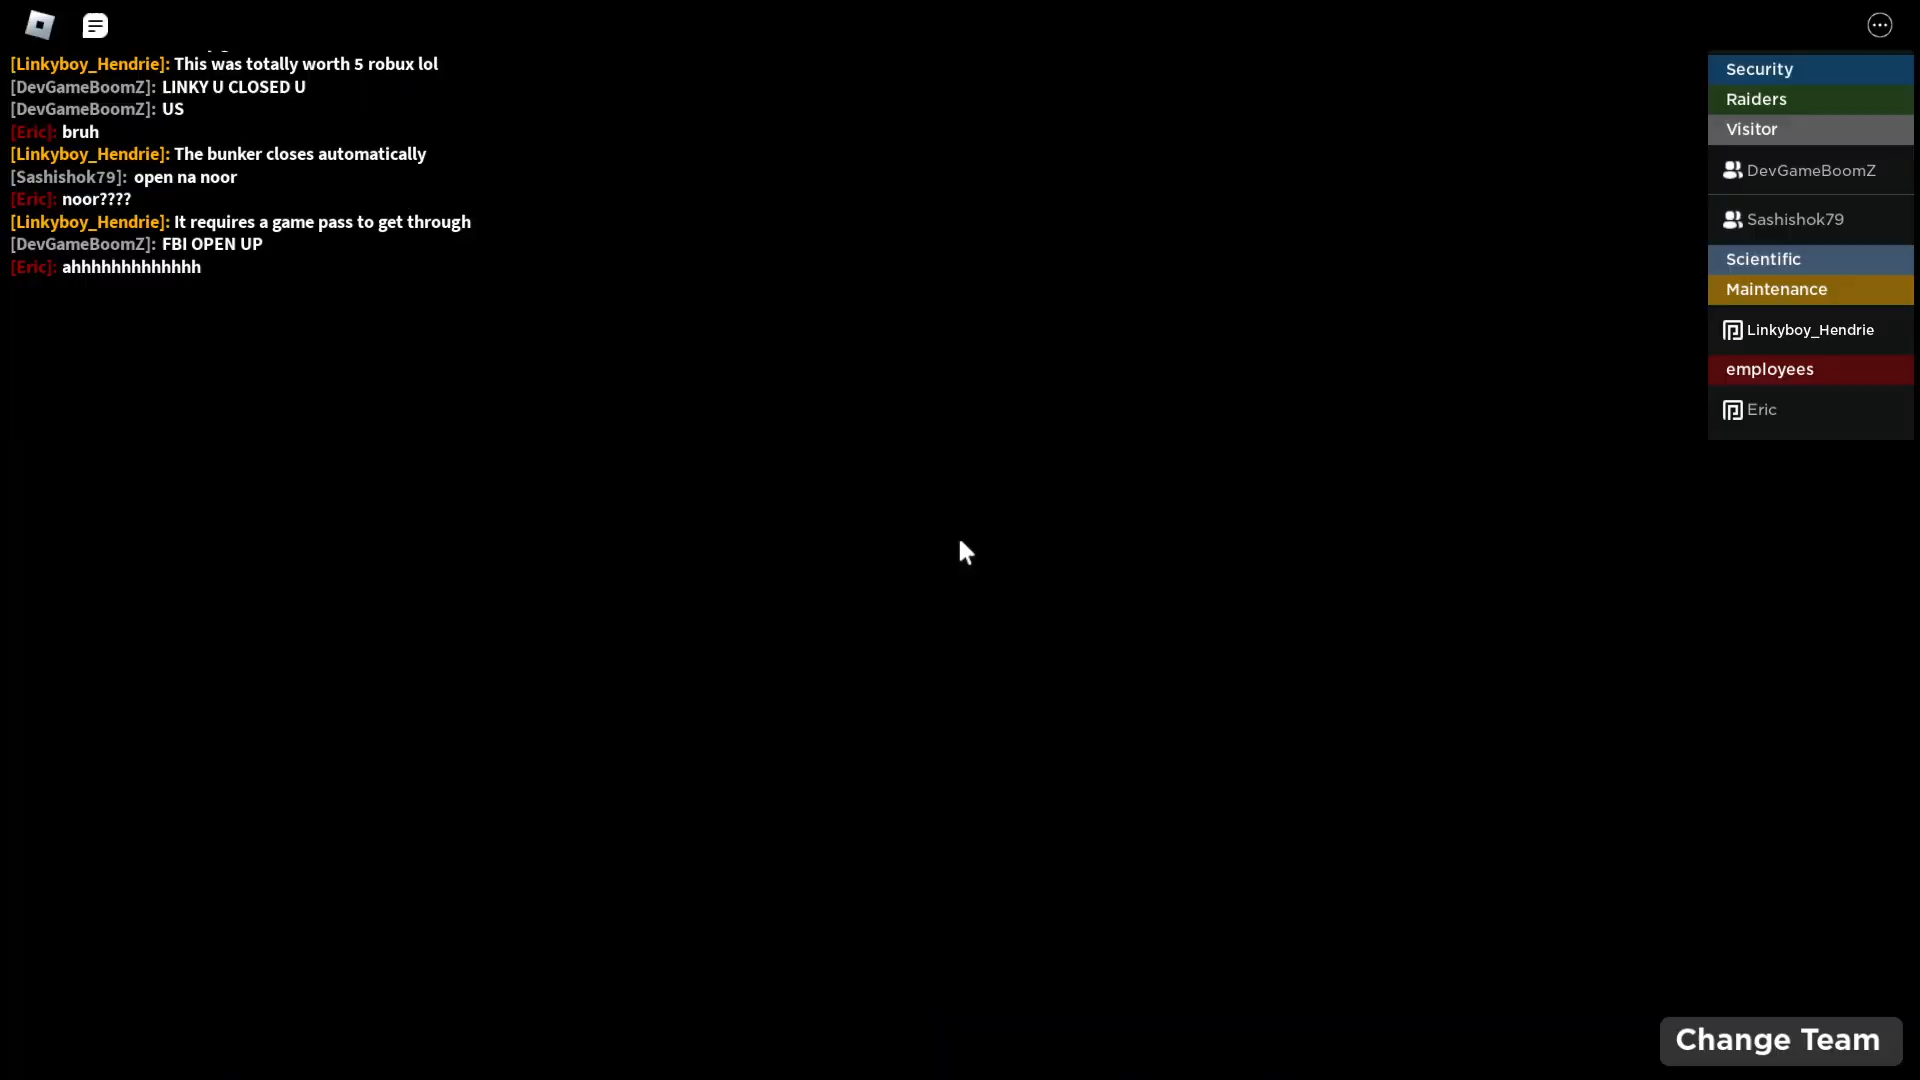 [Linkyboy_Hendrie]: This was totally worth 5 robux lol
[DevGameBoomZ]: LINKY U CLOSED U
[DevGameBoomZ]: US
[Eric]: bruh
[Linkyboy_Hendrie]: The bunker closes automatically
[Sashishok79]: open na noor
[Eric]: noor????
[Linkyboy_Hendrie]: It requires a game pass to get through
[DevGameBoomZ]: FBI OPEN UP
[Eric]: ahhhhhhhhhhhhh
Security
Raiders
Visitor
DevGameBoomZ
Sashishok79
Scientific
Maintenance
Linkyboy_Hendrie
employees
Eric
Change Team